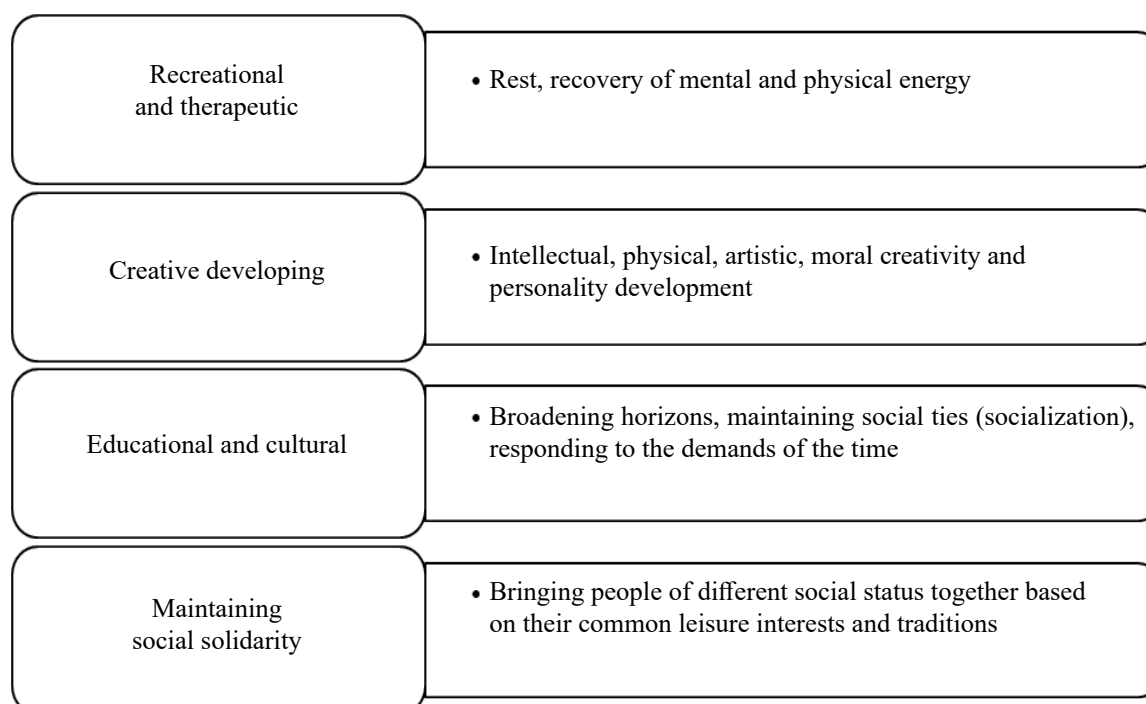 Recreational
and therapeutic
• Rest, recovery of mental and physical energy
Creative developing
• Intellectual, physical, artistic, moral creativity and
personality development
Educational and cultural
• Broadening horizons, maintaining social ties (socialization),
responding to the demands of the time
Maintaining
social solidarity
• Bringing people of different social status together based
on their common leisure interests and traditions